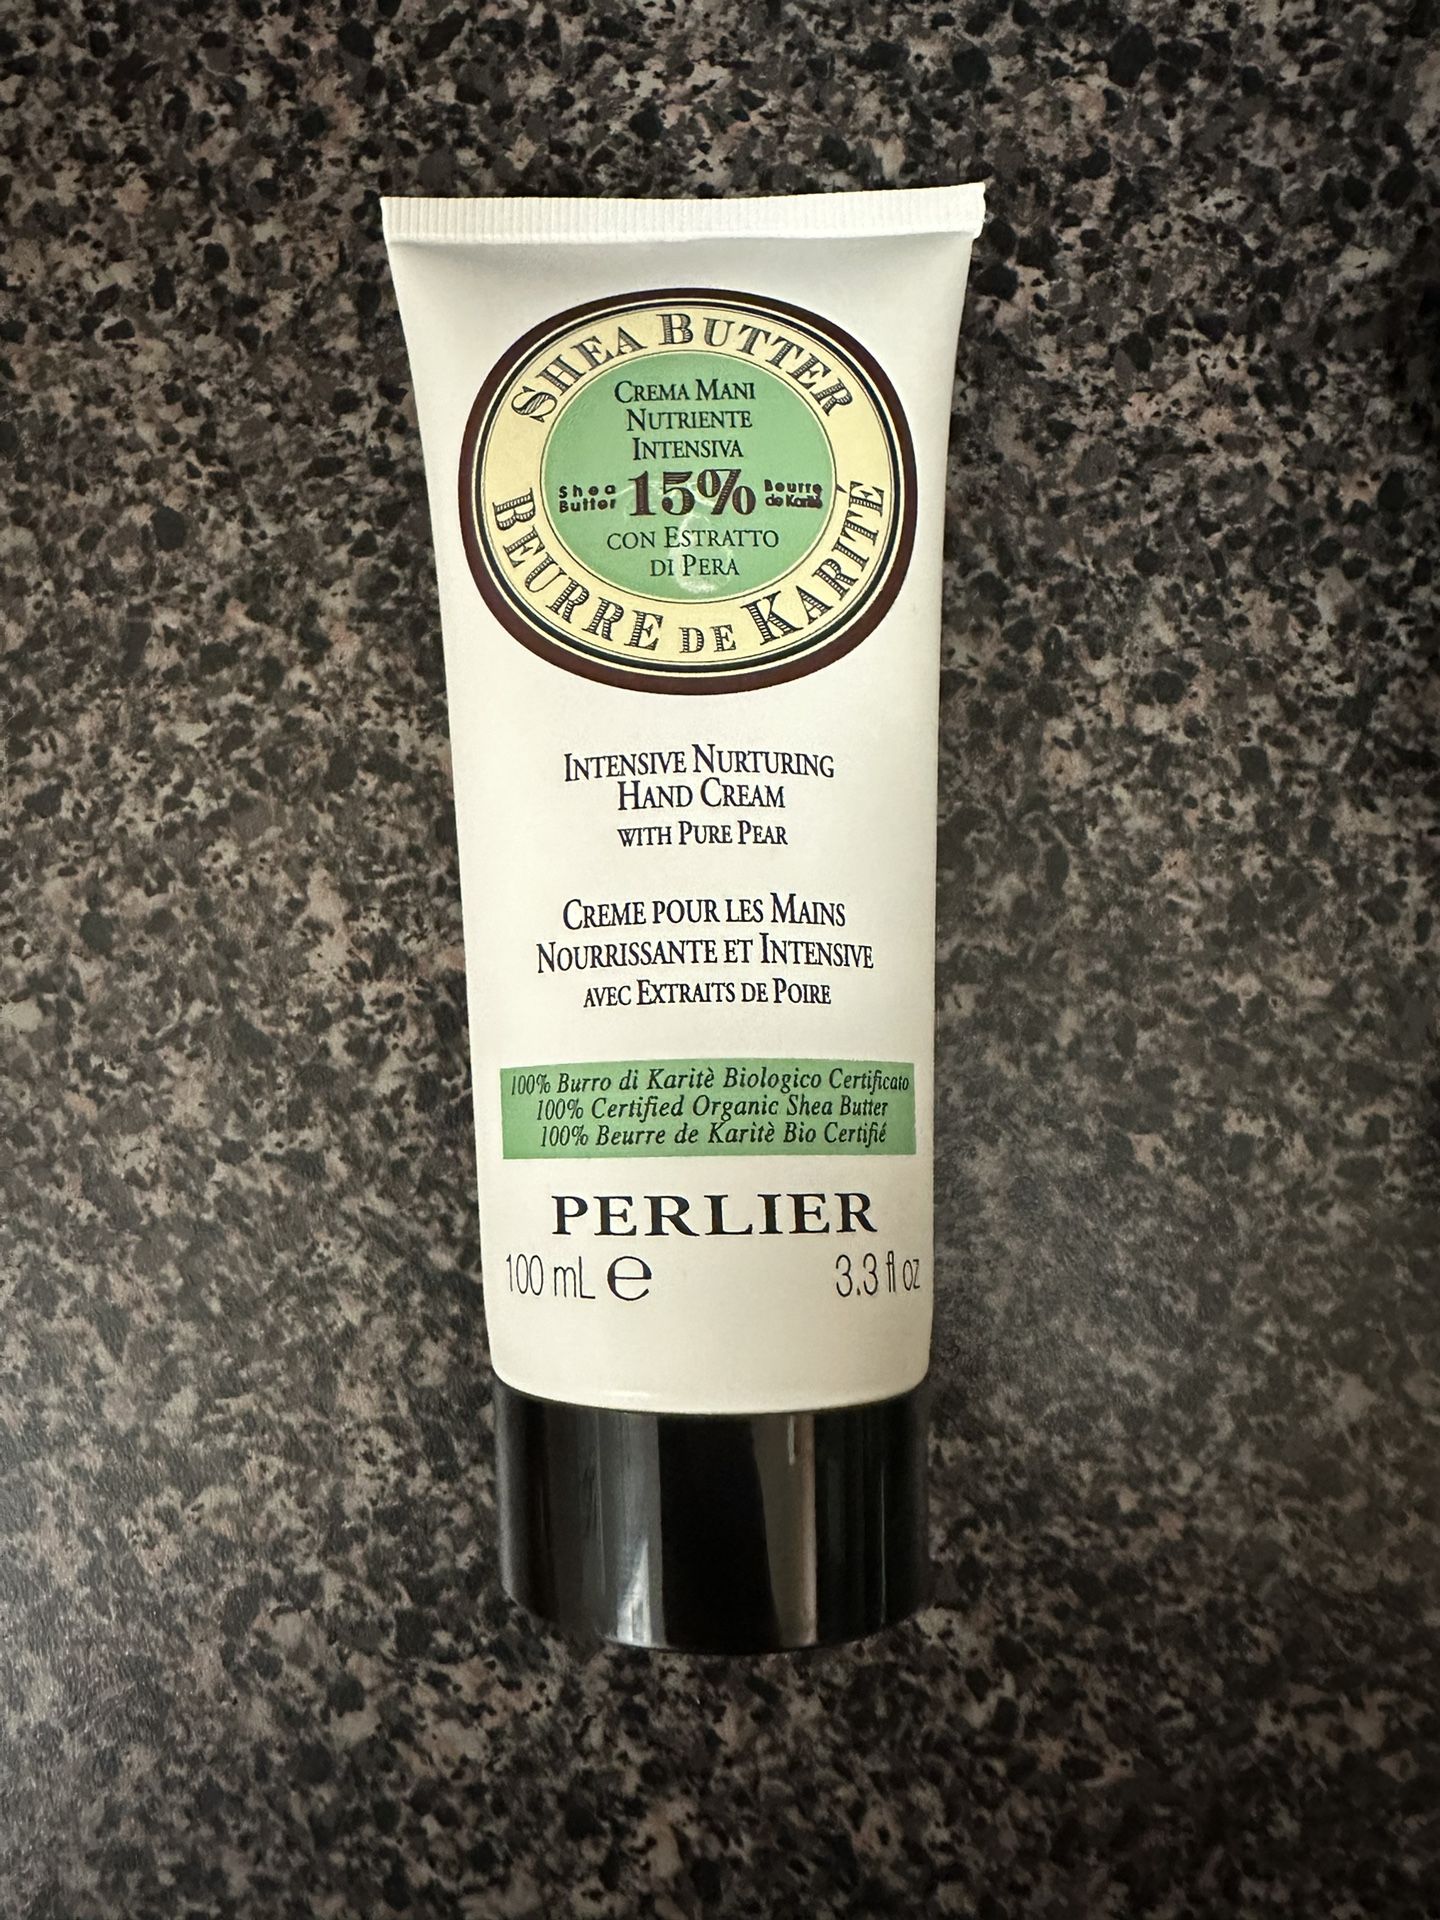 SHEA BUTTER
CREMA MANI
NUTRIENTE
INTENSIVA
Shea
Butter
15%
Beurre
de Karité
CON ESTRATTO
DI PERA
BEURRE DE KARITÉ
INTENSIVE NURTURING
HAND CREAM
WITH PURE PEAR
CREME POUR LES MAINS
NOURRISSANTE ET INTENSIVE
AVEC EXTRAITS DE POIRE
100% Burro di Karitè Biologico Certificato
100% Certified Organic Shea Butter
100% Beurre de Karitè Bio Certifié
PERLIER
100 mL ℮ 3.3 fl oz